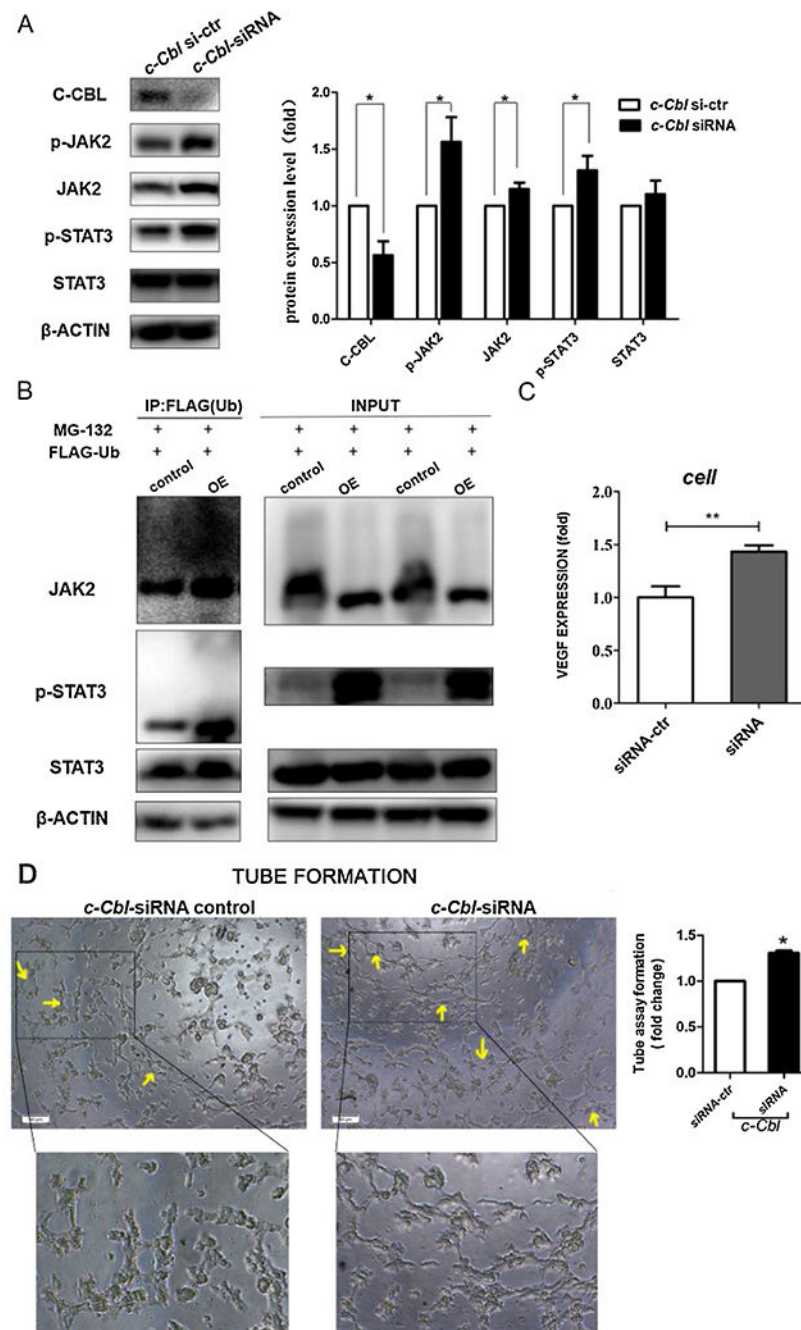 A
c-Cbl si-ctr
c-Cbl-siRNA
C-CBL
p-JAK2
JAK2
p-STAT3
STAT3
β-ACTIN
protein expression level (fold)
2.0
1.5
1.0
0.5
0.0
* * * *
c-Cbl si-ctr
c-Cbl siRNA
C-CBL
p-JAK2
JAK2
p-STAT3
STAT3
B
IP:FLAG(Ub) INPUT
MG-132 + + + + + +
FLAG-Ub + + + + + +
control OE control OE control OE
JAK2
p-STAT3
STAT3
β-ACTIN
C
cell
VEGF EXPRESSION (fold)
2.0
1.5
1.0
0.5
0.0
**
siRNA-ctr
siRNA
D
TUBE FORMATION
c-Cbl-siRNA control
c-Cbl-siRNA
Tube assay formation
( fold change)
1.5
1.0
0.5
0.0
*
siRNA-ctr
siRNA
c-Cbl